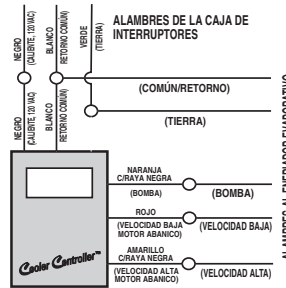 ALAMBRES DE LA CAJA DE
INTERRUPTORES
NEGRO
(CALIENTE, 120 VAC)
BLANCO
RETORNO COMÚN)
VERDE
(TIERRA)
(COMÚN/RETORNO)
(TIERRA)
NEGRO
(CALIENTE, 120 VAC)
BLANCO
RETORNO COMÚN)
NARANJA
C/RAYA NEGRA
(BOMBA)
(BOMBA)
ROJO
(VELOCIDAD BAJA
MOTOR ABANICO)
(VELOCIDAD BAJA)
AMARILLO
C/RAYA NEGRA
(VELOCIDAD ALTA
MOTOR ABANICO)
(VELOCIDAD ALTA)
Cooler Controller™
ALAMBRES AL ENFRIADOR EVAPORATIVO